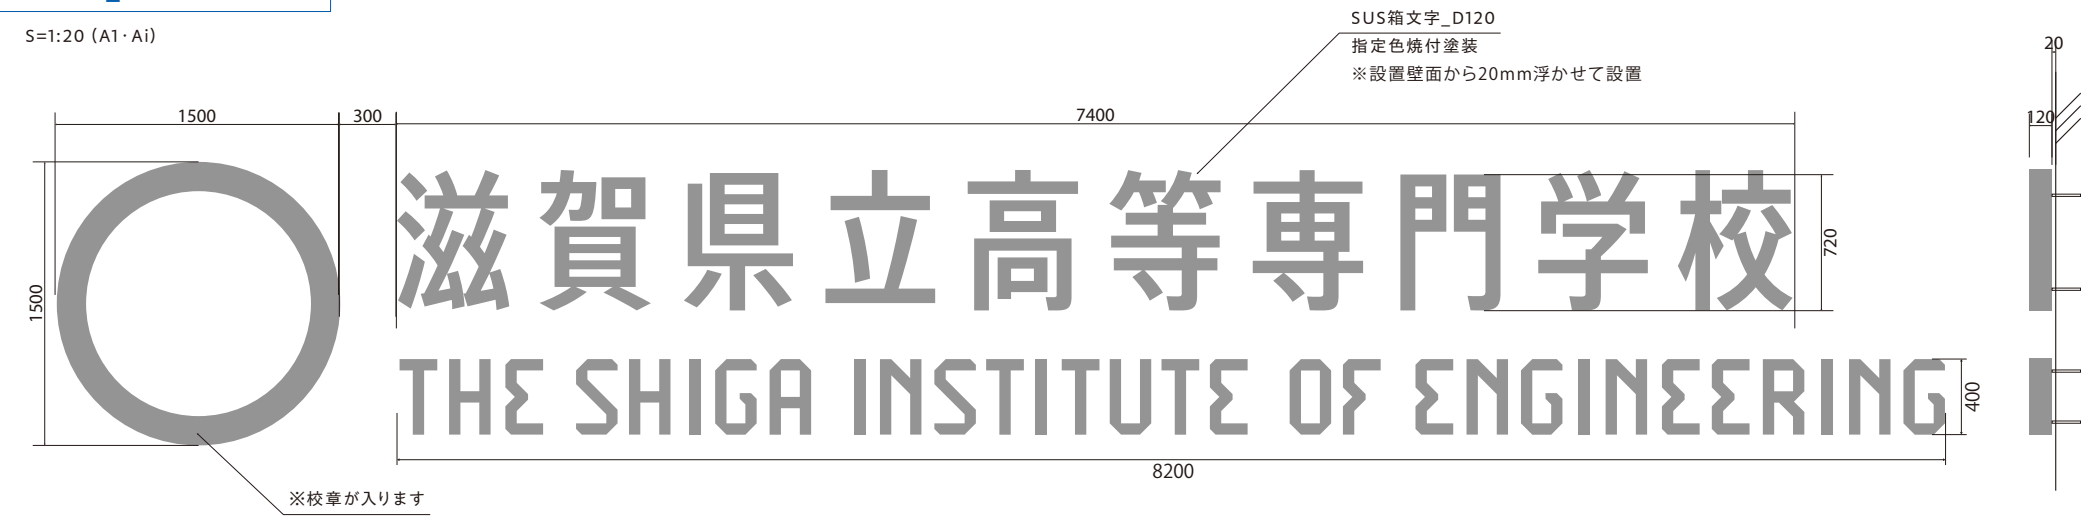 S=1:20 (A1・Ai)
SUS箱文字_D120
指定色焼付塗装
※設置壁面から20mm浮かせて設置
20
1500
300
7400
120
滋賀県立高等専門学校
720
1500
THE SHIGA INSTITUTE OF ENGINEERING
400
8200
※校章が入ります